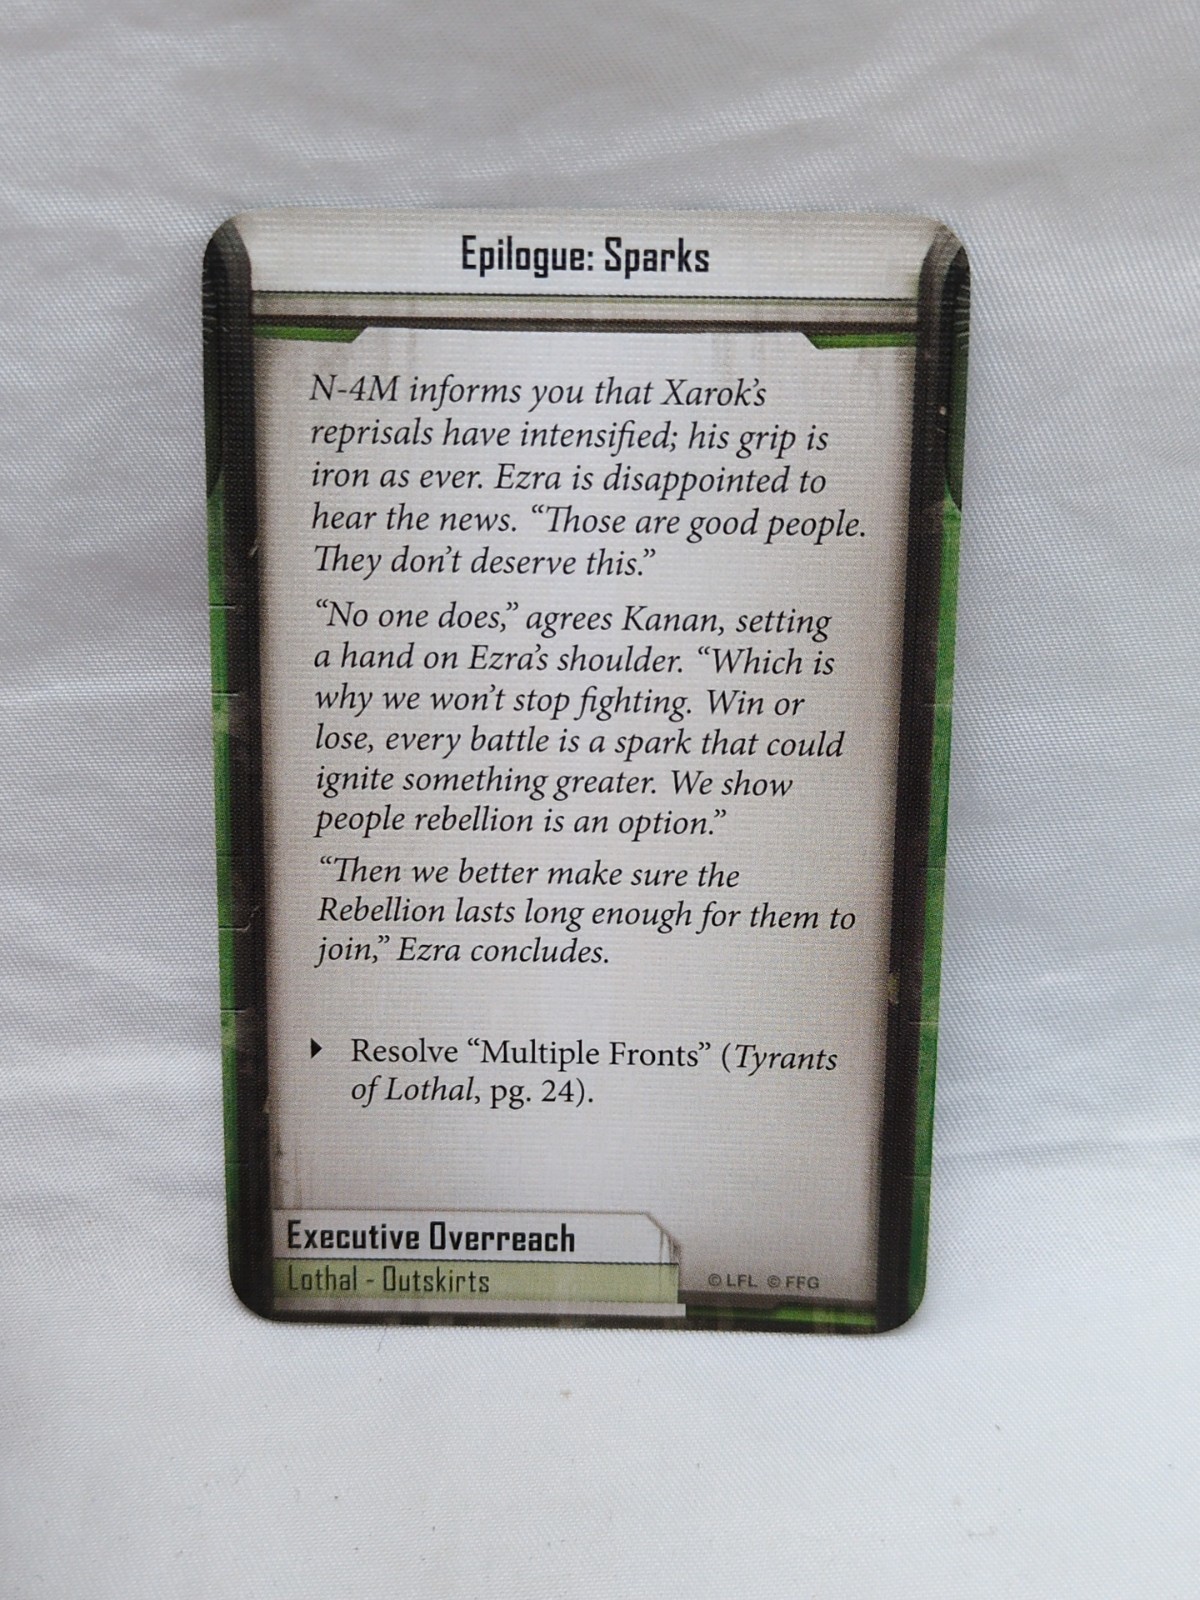 Epilogue: Sparks
N-4M informs you that Xarok’s
reprisals have intensified; his grip is
iron as ever. Ezra is disappointed to
hear the news. “Those are good people.
They don’t deserve this.”
“No one does,” agrees Kanan, setting
a hand on Ezra’s shoulder. “Which is
why we won’t stop fighting. Win or
lose, every battle is a spark that could
ignite something greater. We show
people rebellion is an option.”
“Then we better make sure the
Rebellion lasts long enough for them to
join,” Ezra concludes.
Resolve “Multiple Fronts” (Tyrants
of Lothal, pg. 24).
Executive Overreach
Lothal - Outskirts
© LFL © FFG